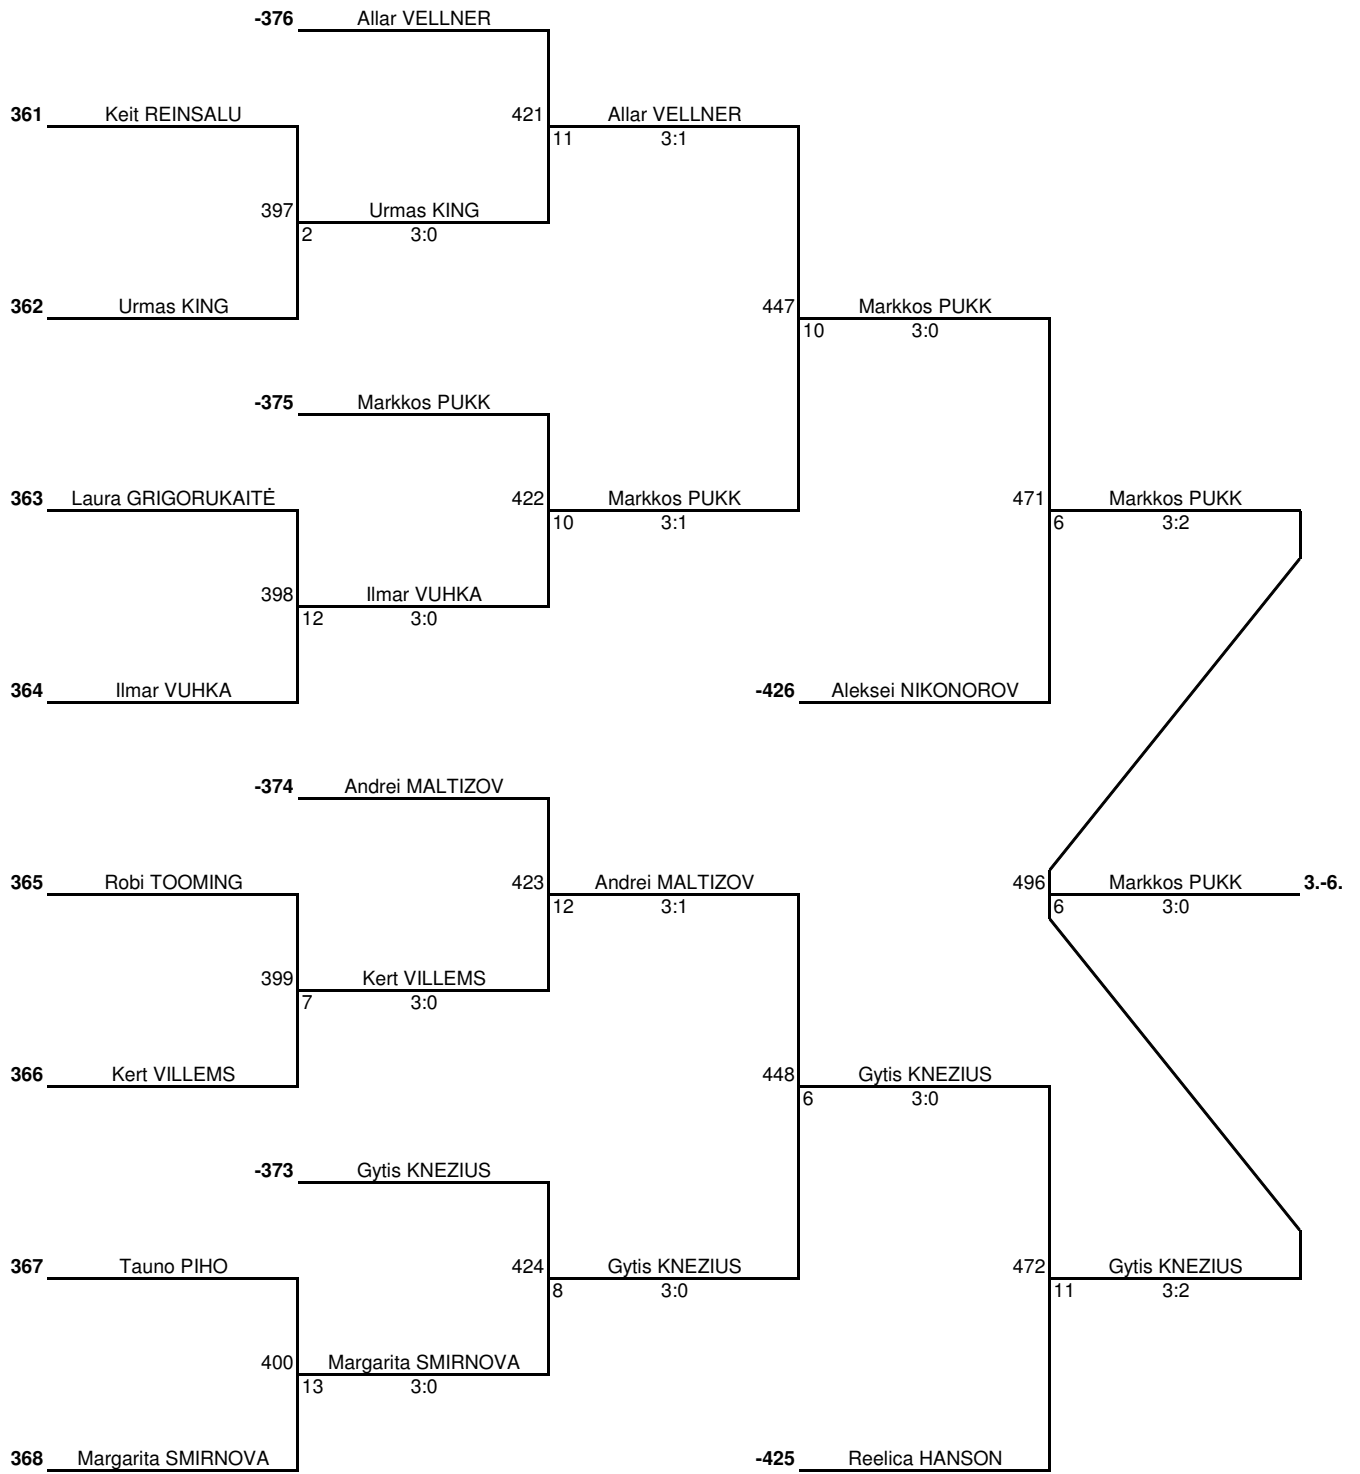 -376 Allar VELLNER
361 Keit REINSALU 421 Allar VELLNER
11 3:1
397 Urmas KING
2 3:0
362 Urmas KING 447 Markkos PUKK
10 3:0
-375 Markkos PUKK
363 Laura GRIGORUKAITĖ 422 Markkos PUKK 471 Markkos PUKK
10 3:1 6 3:2
398 Ilmar VUHKA
12 3:0
364 Ilmar VUHKA -426 Aleksei NIKONOROV
-374 Andrei MALTIZOV
365 Robi TOOMING 423 Andrei MALTIZOV 496 Markkos PUKK 3.-6.
12 3:1 6 3:0
399 Kert VILLEMS
7 3:0
366 Kert VILLEMS 448 Gytis KNEZIUS
6 3:0
-373 Gytis KNEZIUS
367 Tauno PIHO 424 Gytis KNEZIUS 472 Gytis KNEZIUS
8 3:0 11 3:2
400 Margarita SMIRNOVA
13 3:0
368 Margarita SMIRNOVA -425 Reelica HANSON